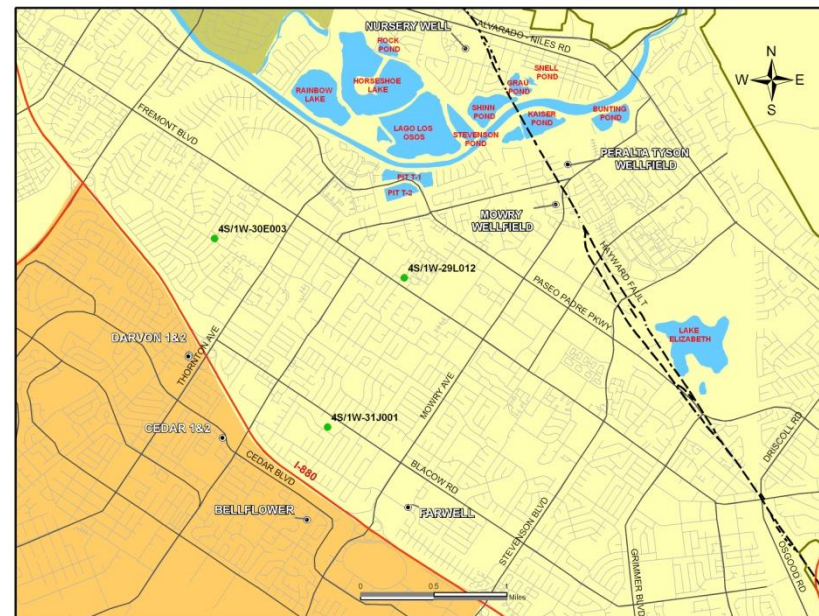 NURSERY WELL
ALVARADO - NILES RD
ROCK
POND
HORSESHOE
LAKE
RAINBOW
LAKE
SNELL
POND
GRAU
POND
SHINN
POND
KAISER
POND
BUNTING
POND
LAGO LOS
OSOS
STEVENSON
POND
N
W
E
S
FREMONT BLVD
PIT T-1
PIT T-2
PERALTA TYSON
WELLFIELD
MOWRY
WELLFIELD
4S/1W-30E003
4S/1W-29L012
HAYWARD FAULT
PASEO PADRE PKWY
LAKE
ELIZABETH
DARVON 1&2
THORNTON AVE
MOWRY AVE
4S/1W-31J001
CEDAR 1&2
CEDAR BLVD
I-880
BLACOW RD
DRISCOLL RD
BELLFLOWER
FARWELL
STEVENSON BLVD
GRIMMER BLVD
OSGOOD RD
0
0.5
1
Miles